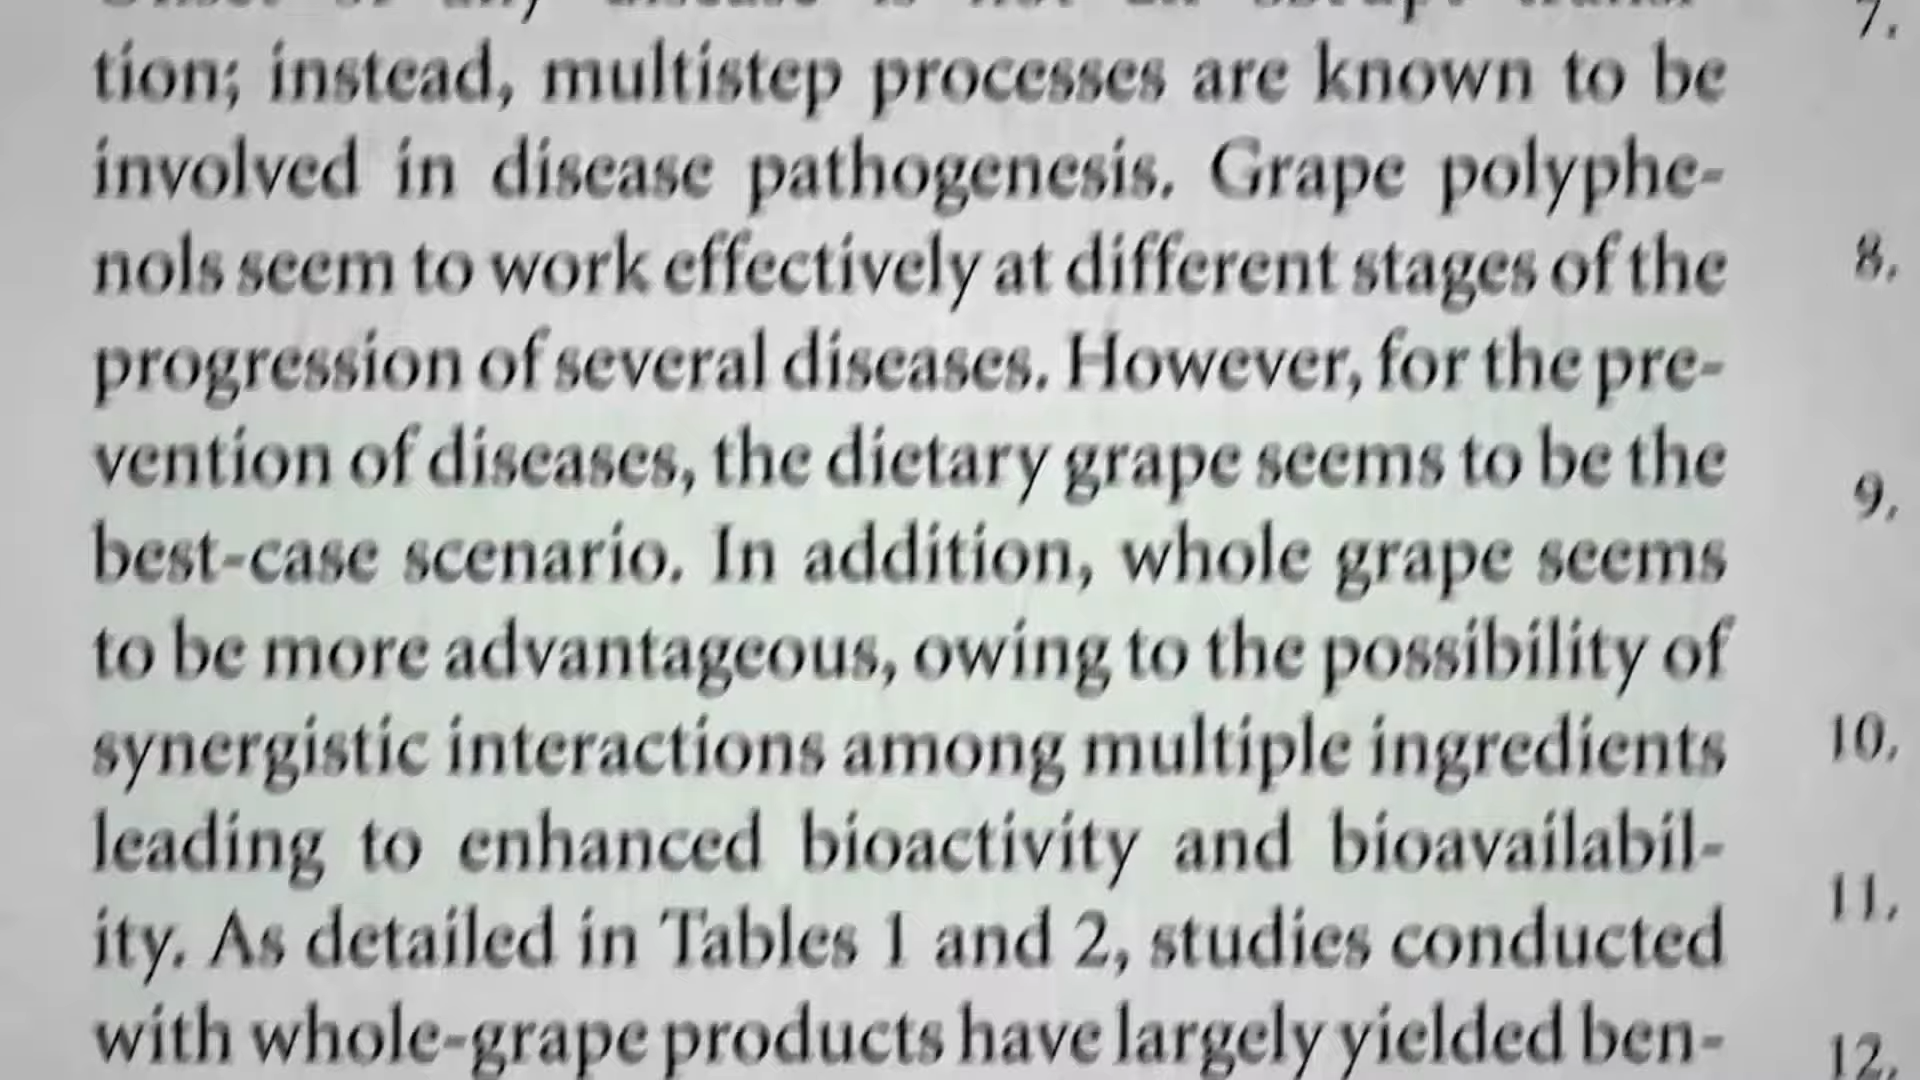 tion; instead, multistep processes are known to be
involved in disease pathogenesis. Grape polyphe-
nols seem to work effectively at different stages of the
progression of several diseases. However, for the pre-
vention of diseases, the dietary grape seems to be the
best-case scenario. In addition, whole grape seems
to be more advantageous, owing to the possibility of
synergistic interactions among multiple ingredients
leading to enhanced bioactivity and bioavailabil-
ity. As detailed in Tables 1 and 2, studies conducted
with whole-grape products have largely yielded ben-
7.
8.
9.
10.
11.
12.